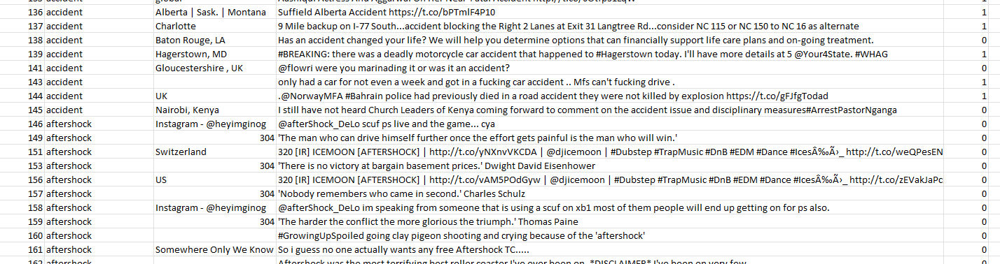 136 accident Alberta | Sask. | Montana Suffield Alberta Accident https://t.co/bPTmlF4P10 1
137 accident Charlotte 9 Mile backup on I-77 South...accident blocking the Right 2 Lanes at Exit 31 Langtree Rd...consider NC 115 or NC 150 to NC 16 as alternate 1
138 accident Baton Rouge, LA Has an accident changed your life? We will help you determine options that can financially support life care plans and on-going treatment. 0
139 accident Hagerstown, MD #BREAKING: there was a deadly motorcycle car accident that happened to #Hagerstown today. I'll have more details at 5 @Your4State. #WHAG 1
141 accident Gloucestershire , UK @flowri were you marinading it or was it an accident? 0
143 accident only had a car for not even a week and got in a fucking car accident .. Mfs can't fucking drive . 1
144 accident UK .@NorwayMFA #Bahrain police had previously died in a road accident they were not killed by explosion https://t.co/gFJfgTodad 1
145 accident Nairobi, Kenya I still have not heard Church Leaders of Kenya coming forward to comment on the accident issue and disciplinary measures#ArrestPastorNganga 0
146 aftershock Instagram - @heyimginog @afterShock_DeLo scuf ps live and the game... cya 0
149 aftershock 304 'The man who can drive himself further once the effort gets painful is the man who will win.' 0
151 aftershock Switzerland 320 [IR] ICEMOON [AFTERSHOCK] | http://t.co/yNXnvVKCDA | @djicemoon | #Dubstep #TrapMusic #DnB #EDM #Dance #IcesÂ‰Ã›_ http://t.co/weQPesEN 0
153 aftershock 304 'There is no victory at bargain basement prices.' Dwight David Eisenhower 0
156 aftershock US 320 [IR] ICEMOON [AFTERSHOCK] | http://t.co/vAM5POdGyw | @djicemoon | #Dubstep #TrapMusic #DnB #EDM #Dance #IcesÂ‰Ã›_ http://t.co/zEVakJaPc 0
157 aftershock 304 'Nobody remembers who came in second.' Charles Schulz 0
158 aftershock Instagram - @heyimginog @afterShock_DeLo im speaking from someone that is using a scuf on xb1 most of them people will end up getting on for ps also. 0
159 aftershock 304 'The harder the conflict the more glorious the triumph.' Thomas Paine 0
160 aftershock #GrowingUpSpoiled going clay pigeon shooting and crying because of the 'aftershock' 0
161 aftershock Somewhere Only We Know So i guess no one actually wants any free Aftershock TC..... 0
162 aftershock Aftershock was the most terrifying best roller coaster I've ever been on. *DISCLAIMER* I've been on very few. 0